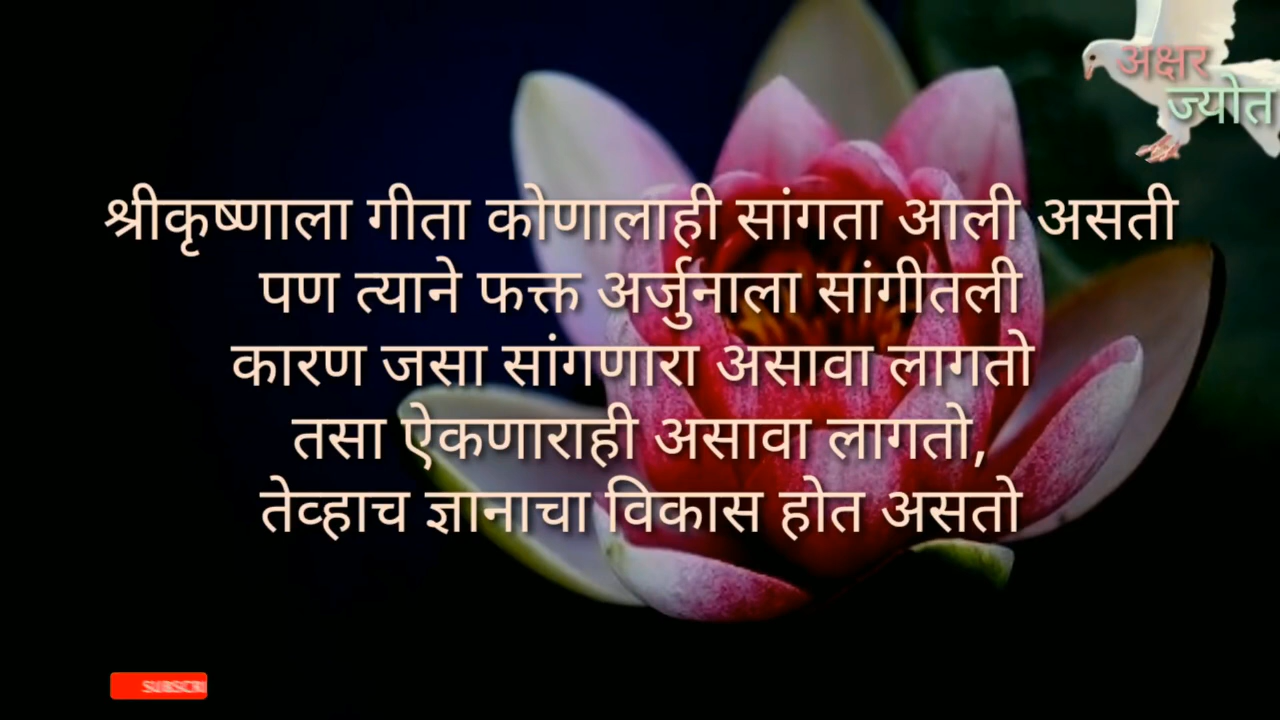 अक्षर
ज्योत
श्रीकृष्णाला गीता कोणालाही सांगता आली असती
पण त्याने फक्त अर्जुनाला सांगीतली
कारण जसा सांगणारा असावा लागतो
तसा ऐकणाराही असावा लागतो,
तेव्हाच ज्ञानाचा विकास होत असतो